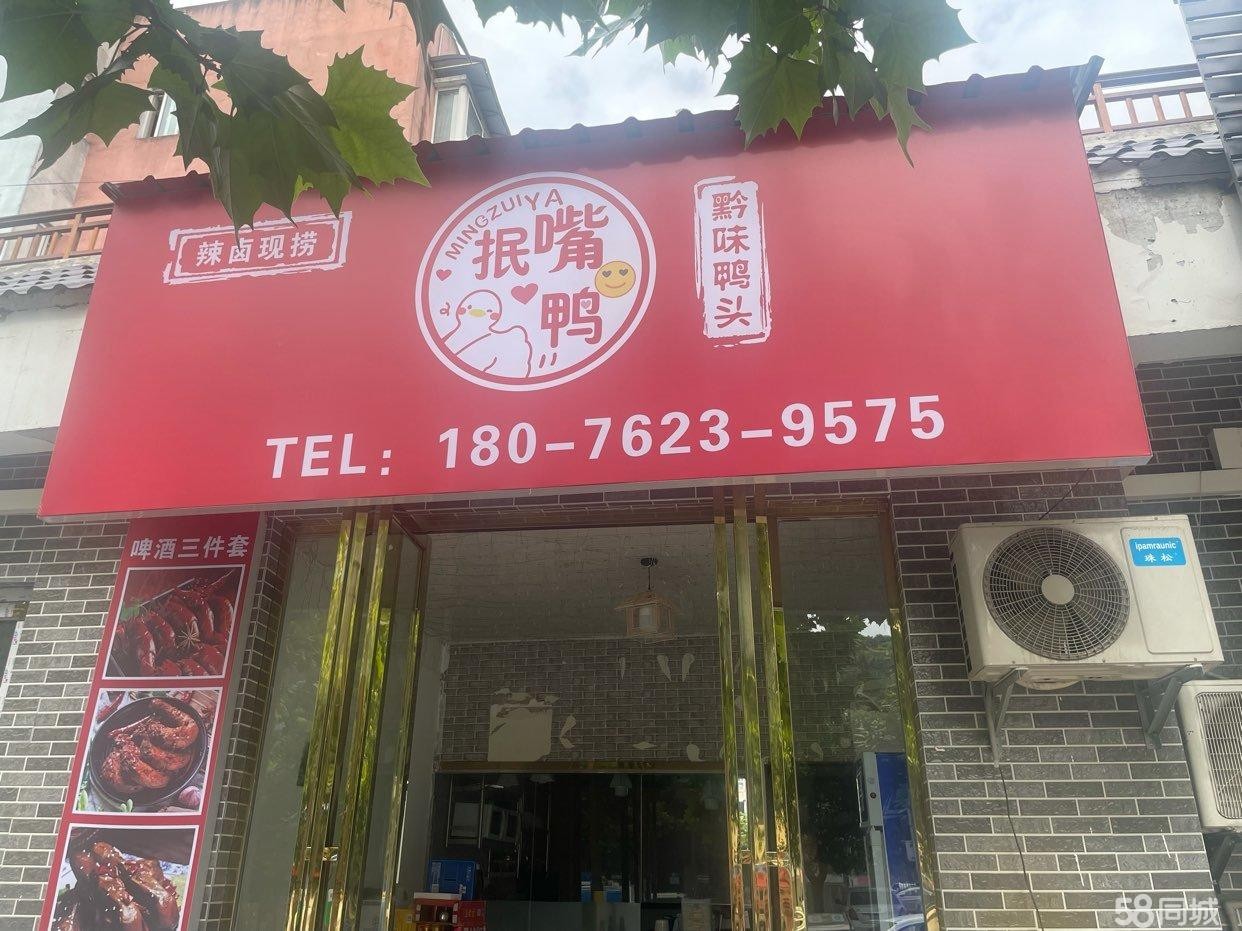 辣卤现捞
MINGZUIYA
抿嘴
鸭
黔味鸭头
TEL：180-7623-9575
啤酒三件套
ipamraunic
珠松
58同城